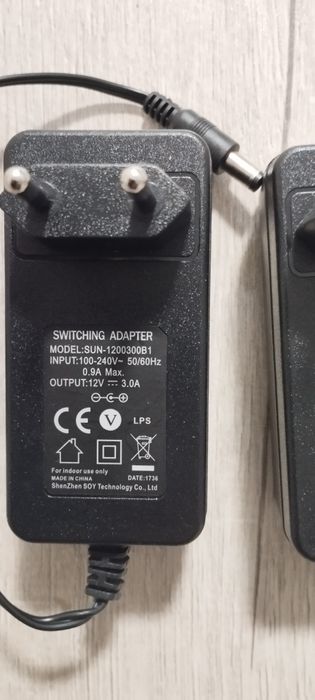 SWITCHING ADAPTER
MODEL:SUN-1200300B1
INPUT:100-240V~ 50/60Hz
0.9A Max.
OUTPUT:12V ⎓ 3.0A
CE V LPS
For indoor use only
MADE IN CHINA DATE:1736
ShenZhen SOY Technology Co., Ltd